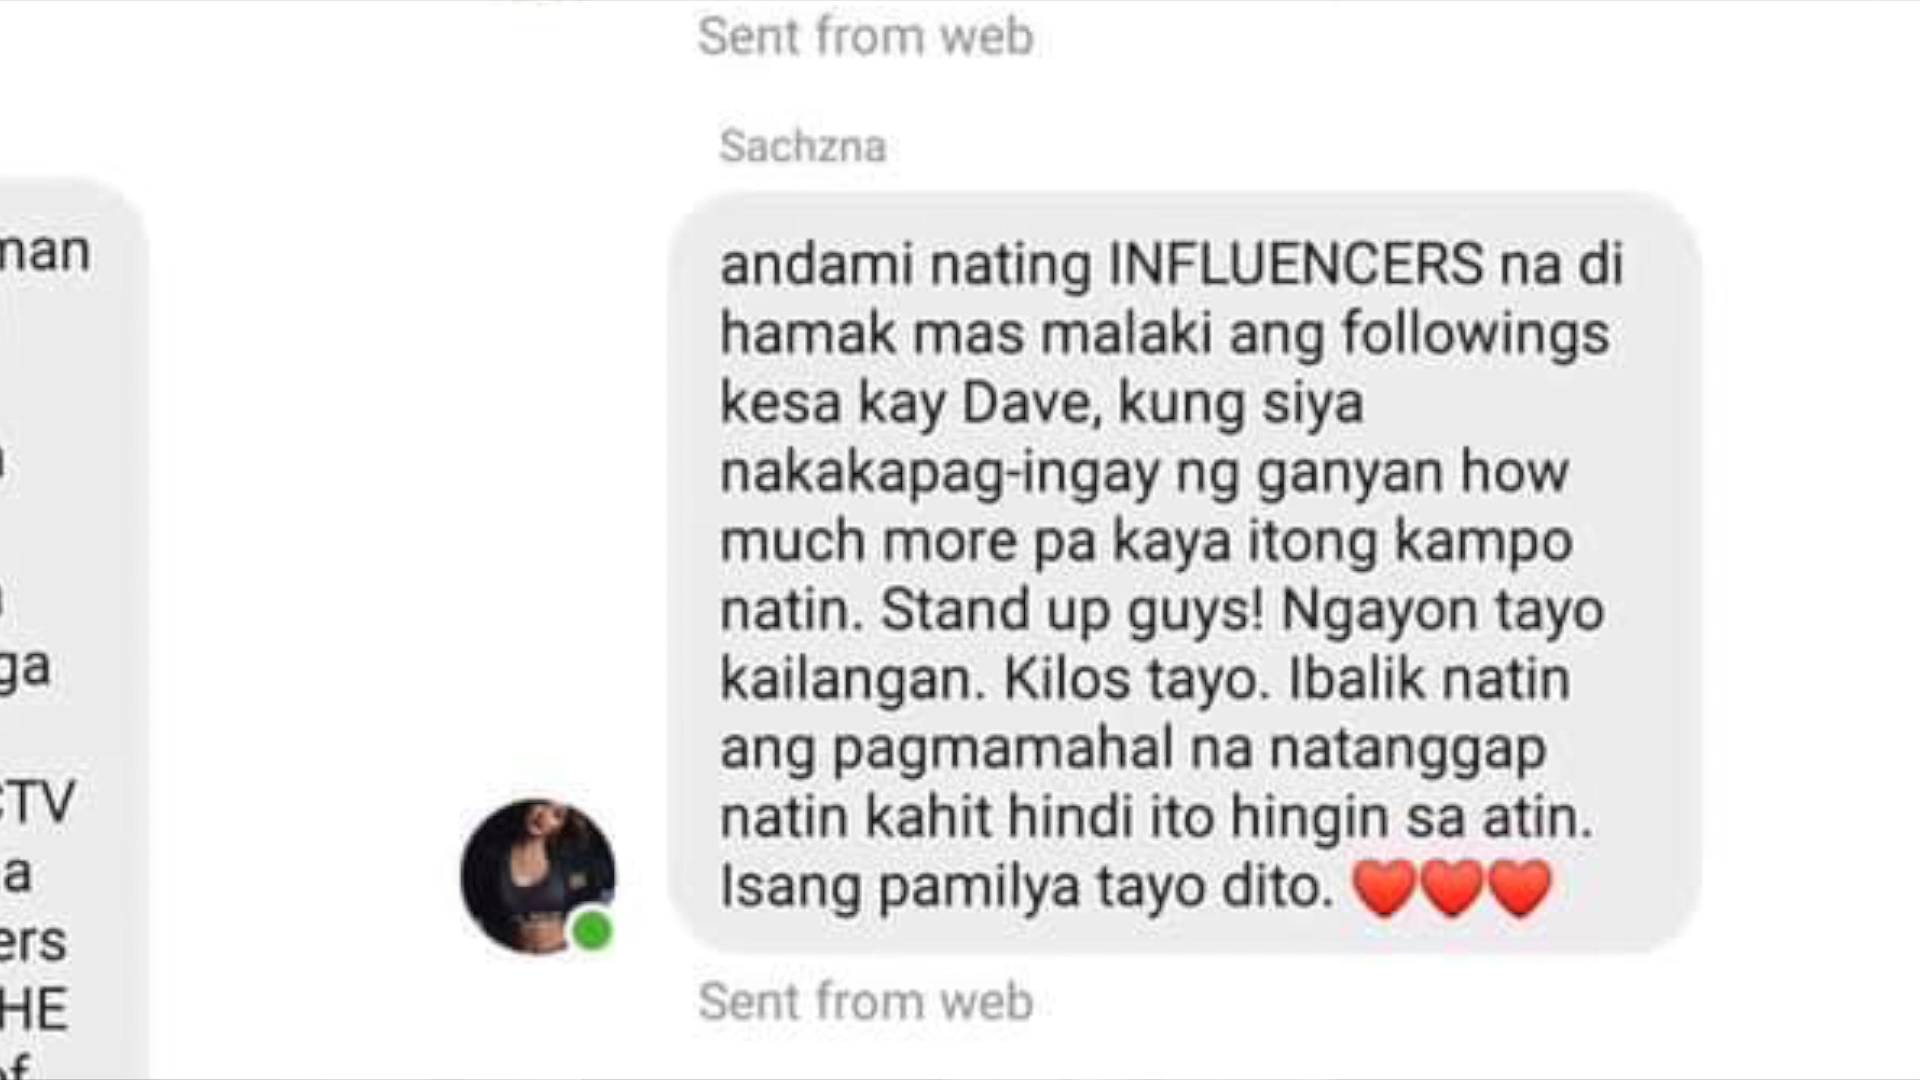 man
ga
CTV
a
ers
HE
of
Sent from web
Sachzna
andami nating INFLUENCERS na di
hamak mas malaki ang followings
kesa kay Dave, kung siya
nakakapag-ingay ng ganyan how
much more pa kaya itong kampo
natin. Stand up guys! Ngayon tayo
kailangan. Kilos tayo. Ibalik natin
ang pagmamahal na natanggap
natin kahit hindi ito hingin sa atin.
Isang pamilya tayo dito. ❤️❤️❤️
Sent from web